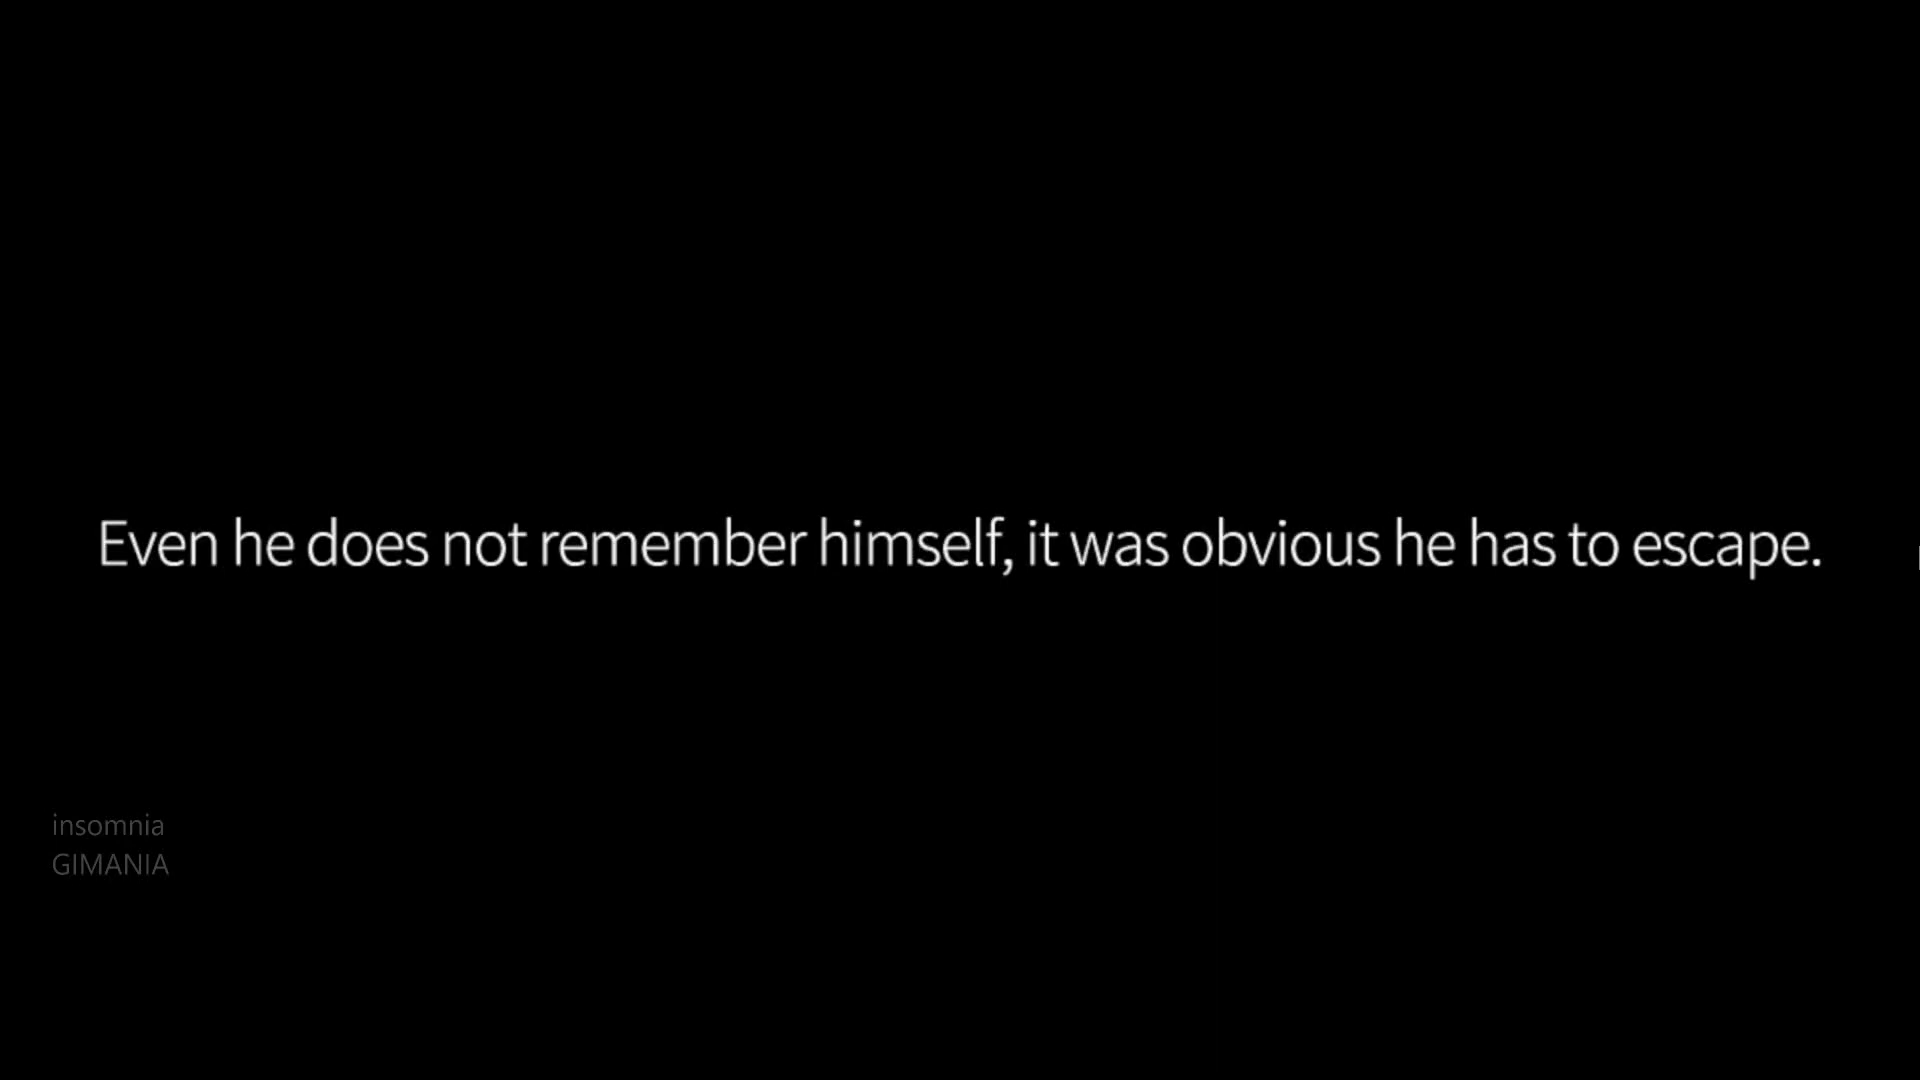 Even he does not remember himself, it was obvious he has to escape.
insomnia
GIMANIA